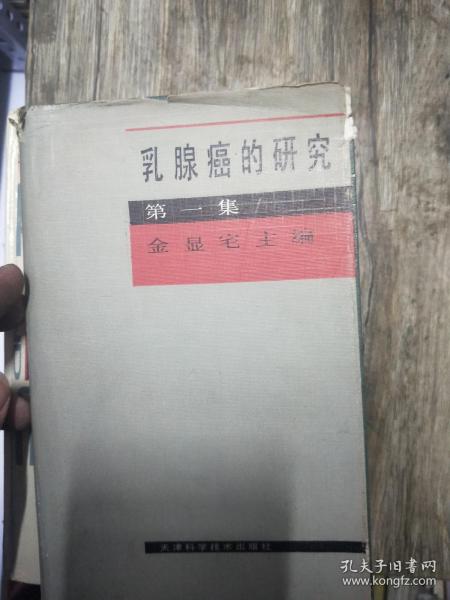 乳腺癌的研究
第一集
金显宅主编
天津科学技术出版社
孔夫子旧书网
www.kongfz.com